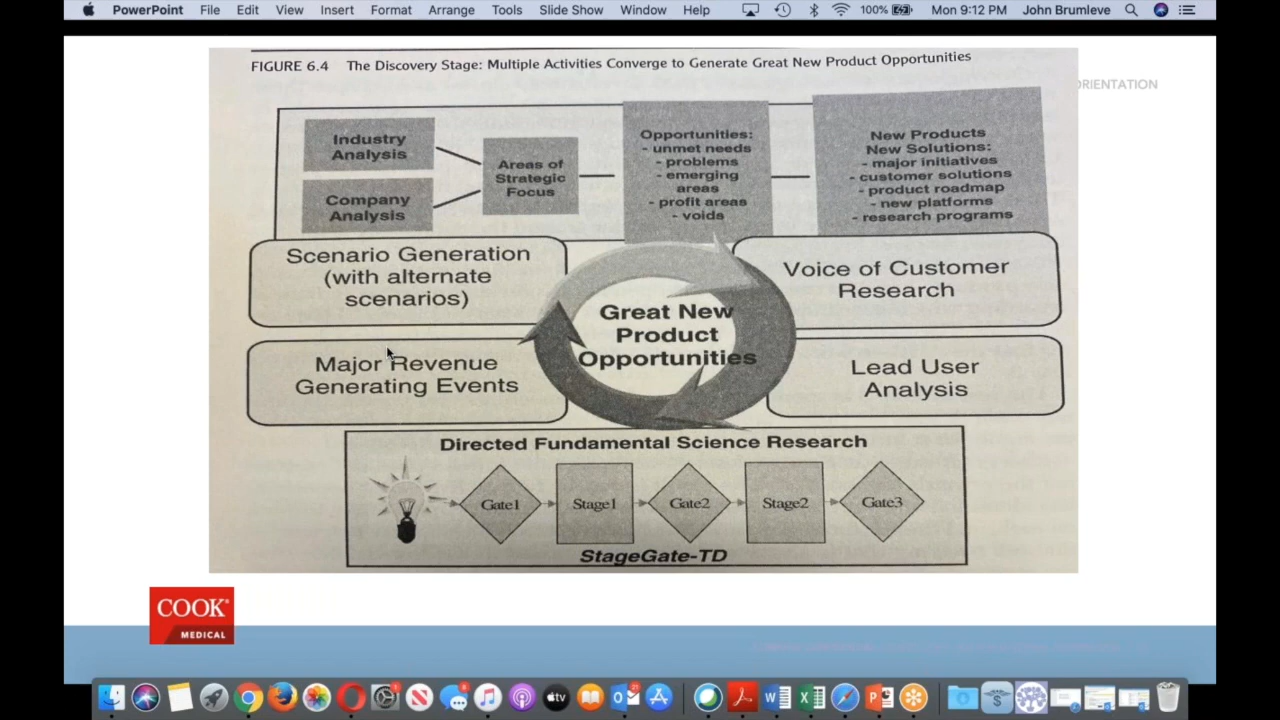 PowerPoint File Edit View Insert Format Arrange Tools Slide Show Window Help 100% Mon 9:12 PM John Brumleve
FIGURE 6.4 The Discovery Stage: Multiple Activities Converge to Generate Great New Product Opportunities
ORIENTATION
Industry
Analysis
Company
Analysis
Areas of
Strategic
Focus
Opportunities:
- unmet needs
- problems
- emerging
areas
- profit areas
- voids
New Products
New Solutions:
- major initiatives
- customer solutions
- product roadmap
- new platforms
- research programs
Scenario Generation
(with alternate
scenarios)
Voice of Customer
Research
Great New
Product
Opportunities
Major Revenue
Generating Events
Lead User
Analysis
Directed Fundamental Science Research
Gate1
Stage1
Gate2
Stage2
Gate3
StageGate-TD
COOK®
MEDICAL
tv